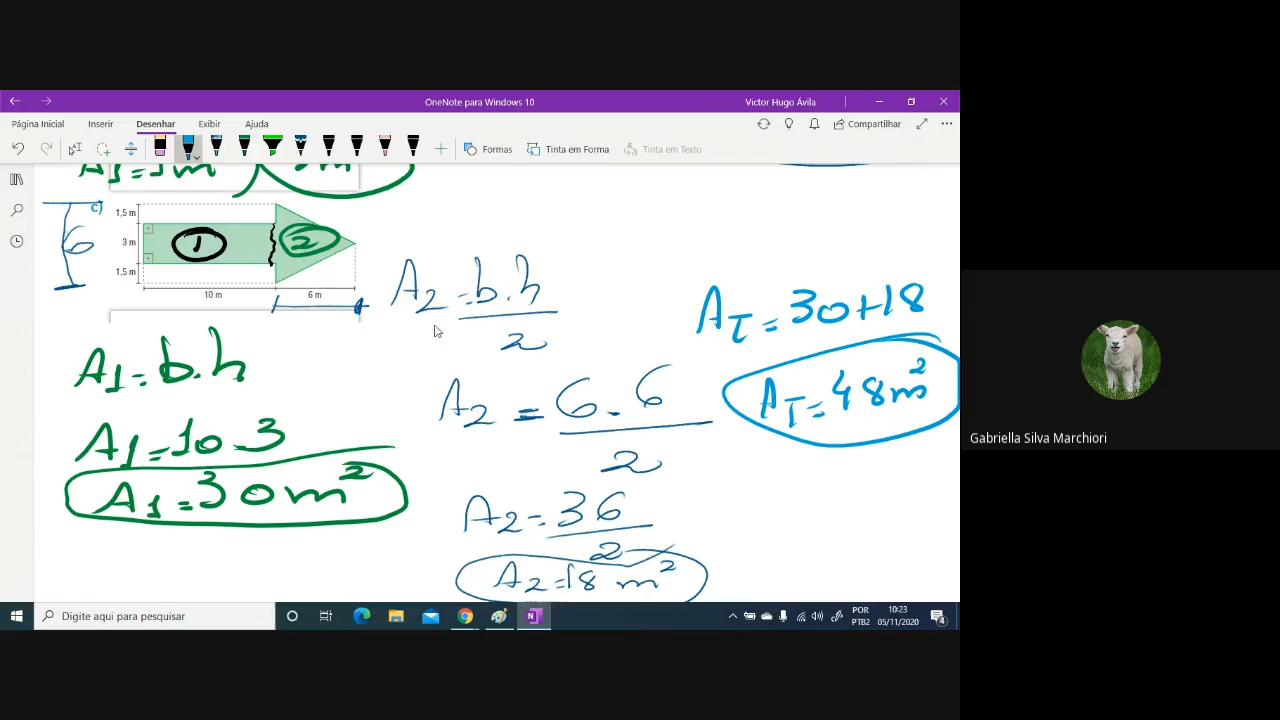 OneNote para Windows 10
Victor Hugo Ávila
Página Inicial Inserir Desenhar Exibir Ajuda
Compartilhar
Formas Tinta em Forma Tinta em Texto
c)
1,5 m
3 m
1,5 m
6
1
2
10 m
6 m
A1 = b.h
A1 = 10.3
A1 = 30m²
A2 = b.h
2
A2 = 6.6
2
A2 = 36
2
A2 = 18 m²
AT = 30+18
AT = 48m²
Gabriella Silva Marchiori
Digite aqui para pesquisar
POR
PTB2
10:23
05/11/2020
4